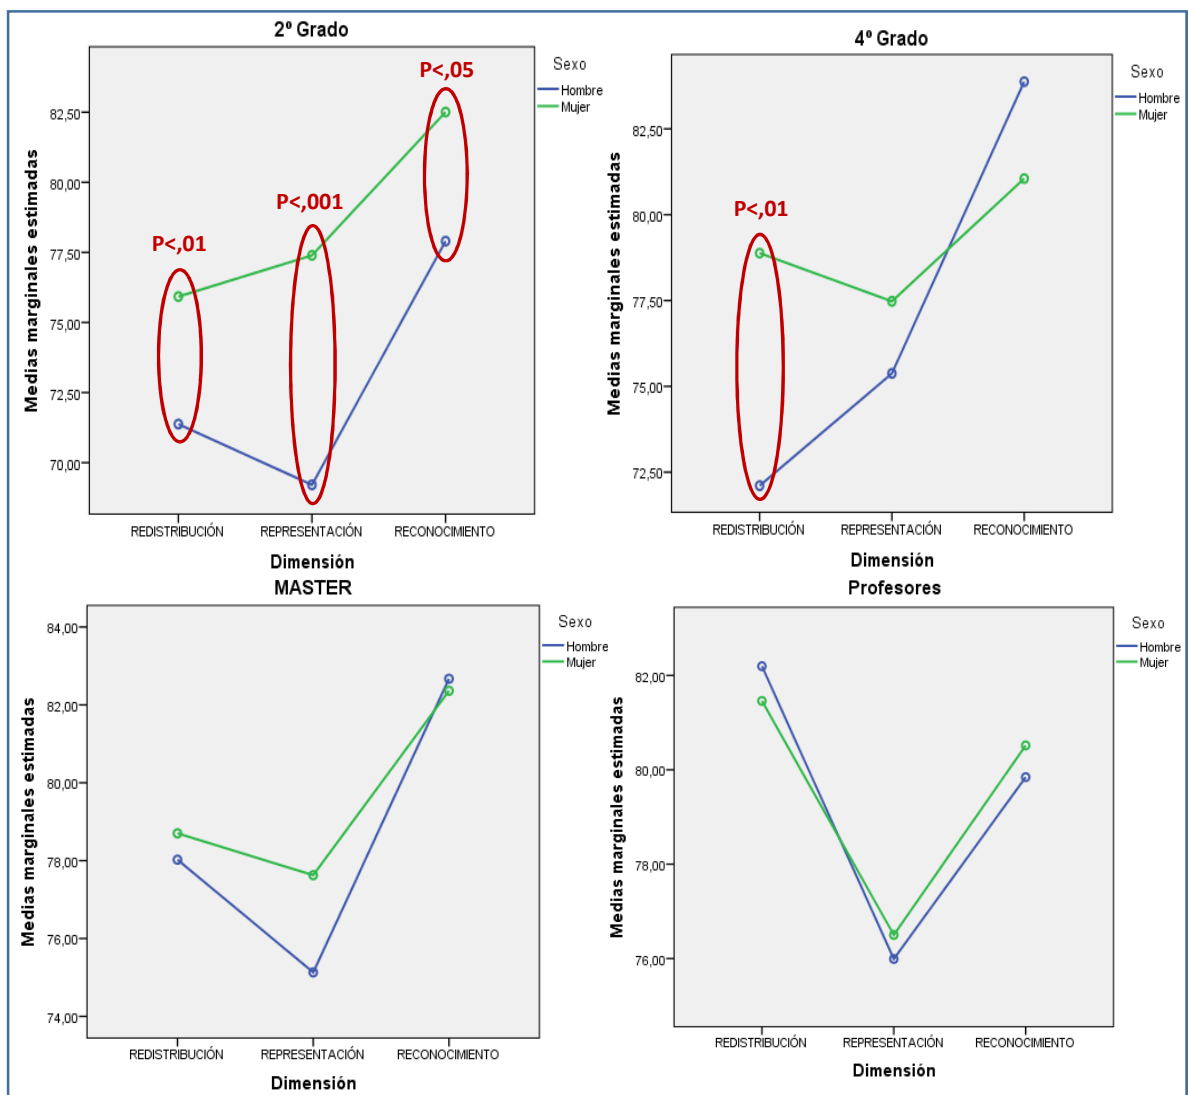 2º Grado
Medias marginales estimadas
82,50
80,00
77,50
75,00
72,50
70,00
P<,01
P<,001
P<,05
Sexo
Hombre
Mujer
REDISTRIBUCIÓN REPRESENTACIÓN RECONOCIMIENTO
Dimensión
4º Grado
Medias marginales estimadas
82,50
80,00
77,50
75,00
72,50
P<,01
Sexo
Hombre
Mujer
REDISTRIBUCIÓN REPRESENTACIÓN RECONOCIMIENTO
Dimensión
MASTER
Medias marginales estimadas
84,00
82,00
80,00
78,00
76,00
74,00
Sexo
Hombre
Mujer
REDISTRIBUCIÓN REPRESENTACIÓN RECONOCIMIENTO
Dimensión
Profesores
Medias marginales estimadas
82,00
80,00
78,00
76,00
Sexo
Hombre
Mujer
REDISTRIBUCIÓN REPRESENTACIÓN RECONOCIMIENTO
Dimensión